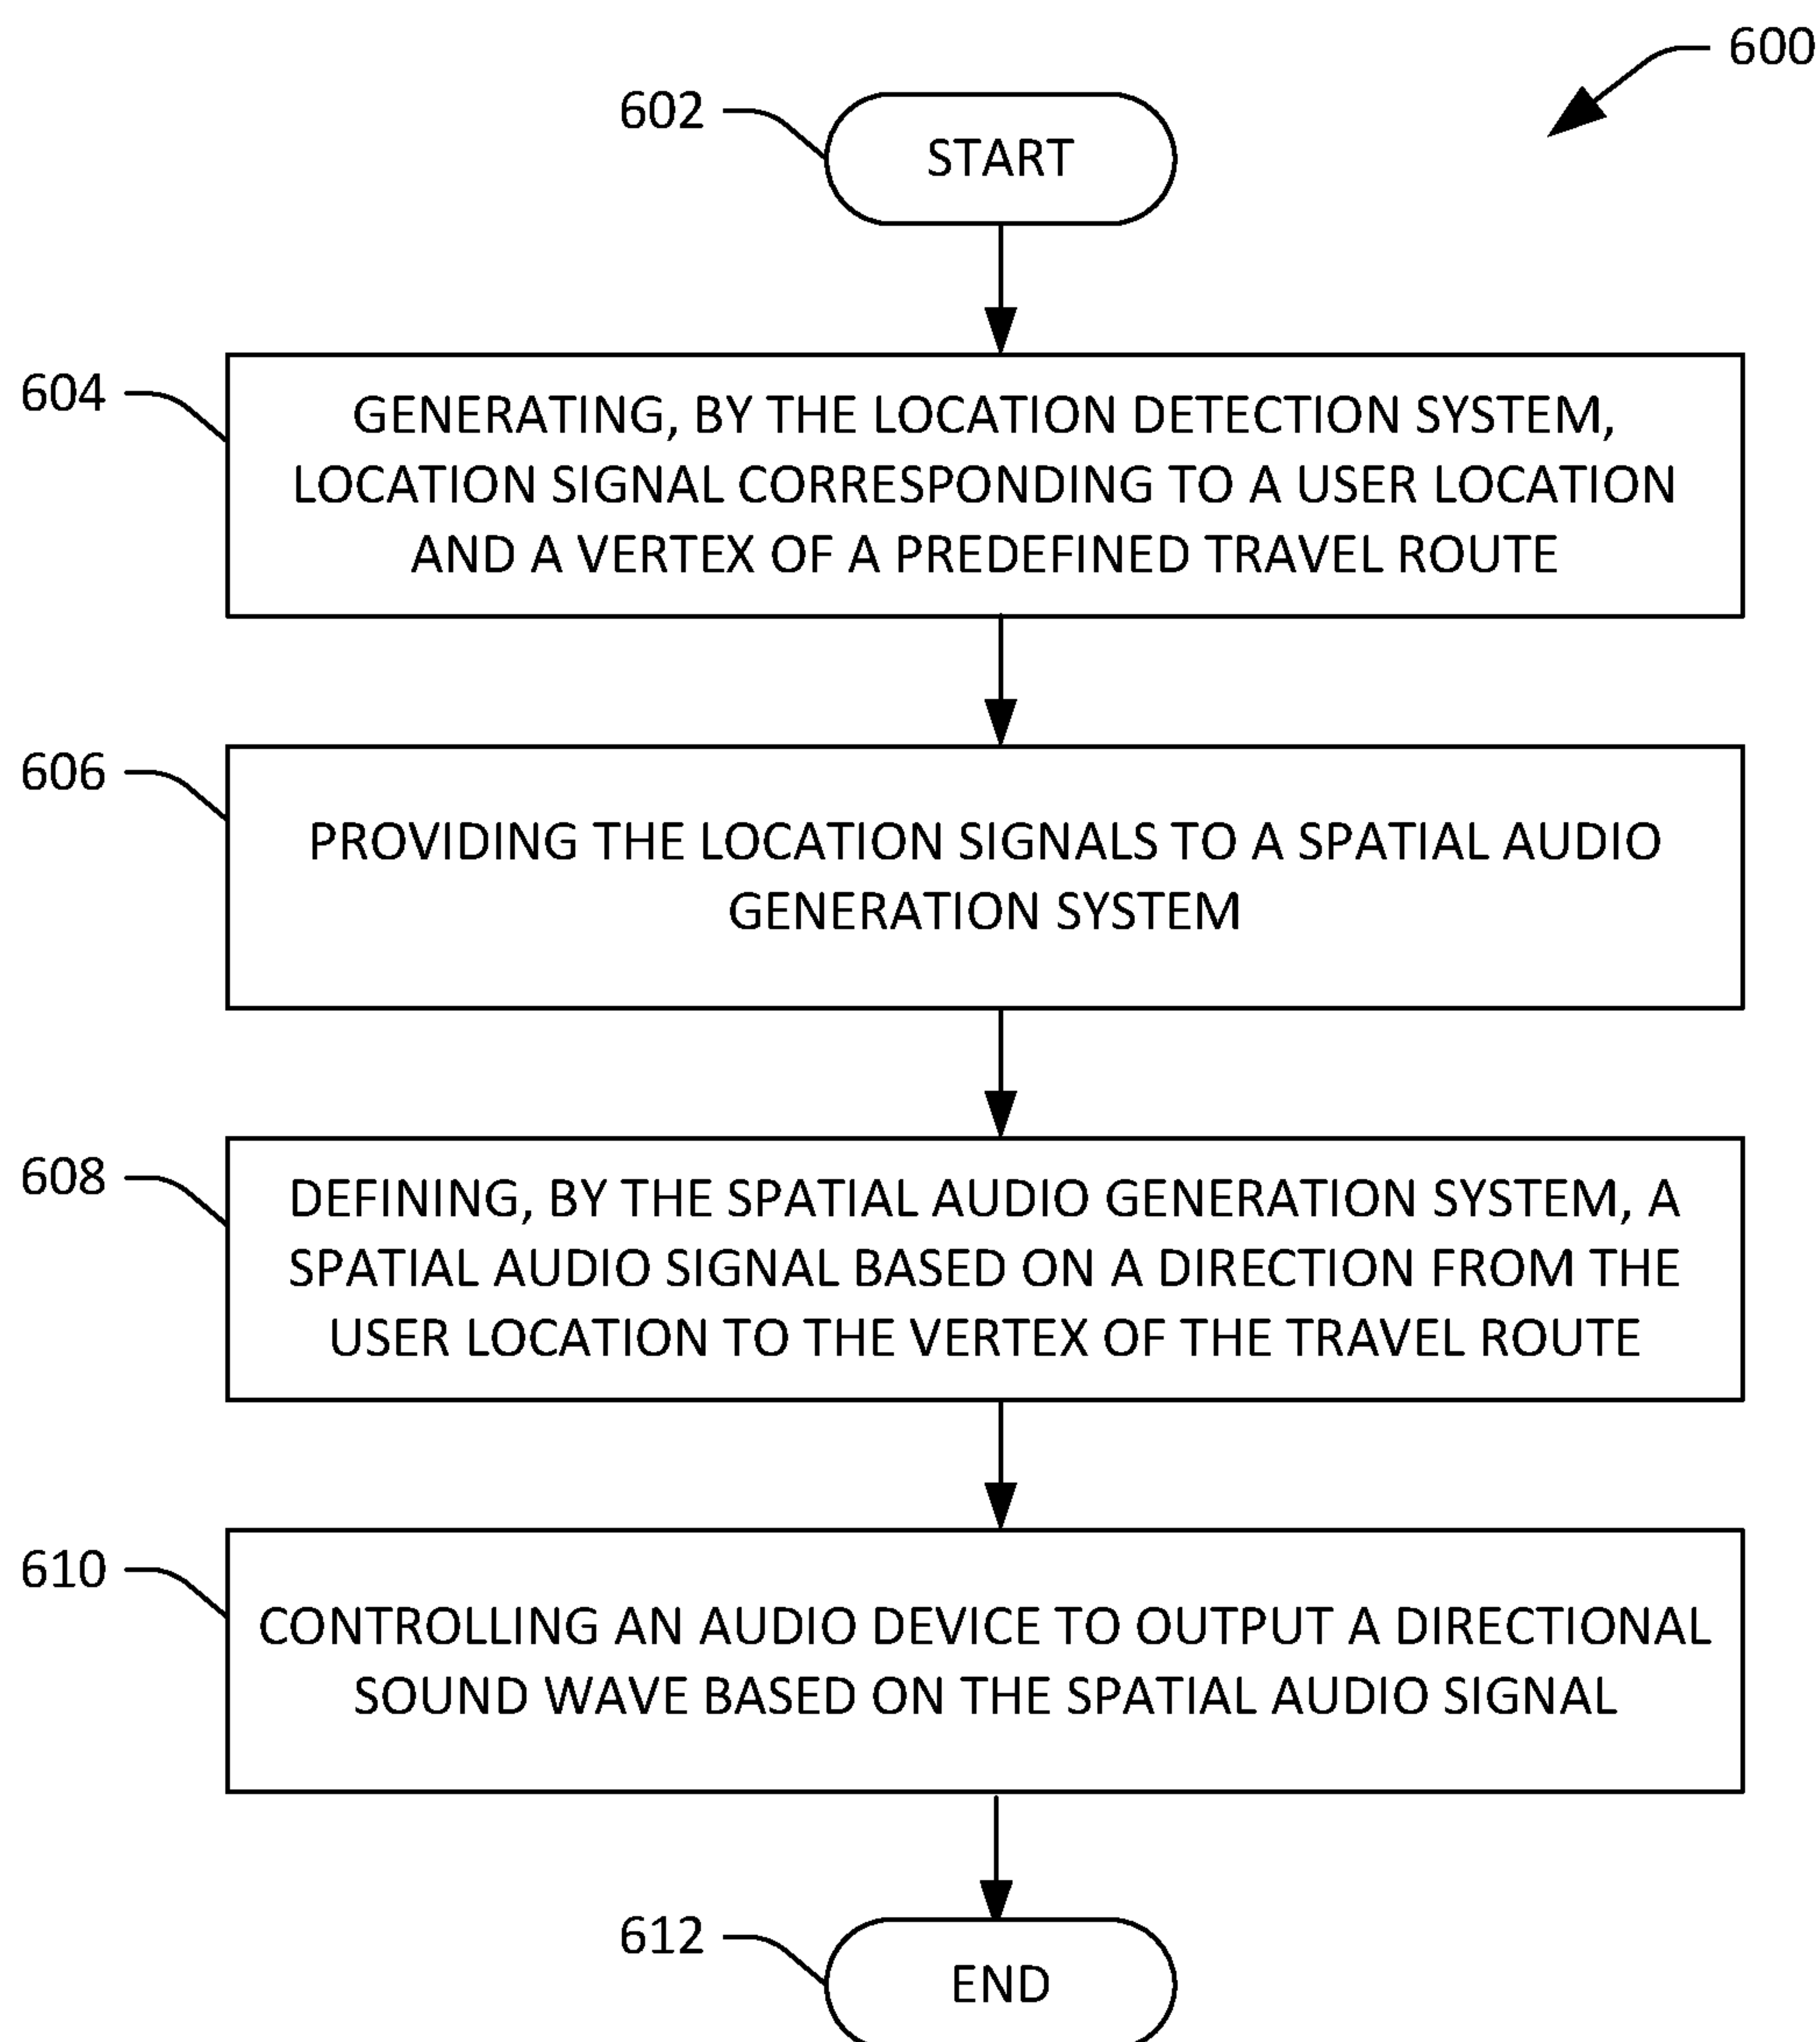 600
602
START
604
GENERATING, BY THE LOCATION DETECTION SYSTEM,
LOCATION SIGNAL CORRESPONDING TO A USER LOCATION
AND A VERTEX OF A PREDEFINED TRAVEL ROUTE
606
PROVIDING THE LOCATION SIGNALS TO A SPATIAL AUDIO
GENERATION SYSTEM
608
DEFINING, BY THE SPATIAL AUDIO GENERATION SYSTEM, A
SPATIAL AUDIO SIGNAL BASED ON A DIRECTION FROM THE
USER LOCATION TO THE VERTEX OF THE TRAVEL ROUTE
610
CONTROLLING AN AUDIO DEVICE TO OUTPUT A DIRECTIONAL
SOUND WAVE BASED ON THE SPATIAL AUDIO SIGNAL
612
END